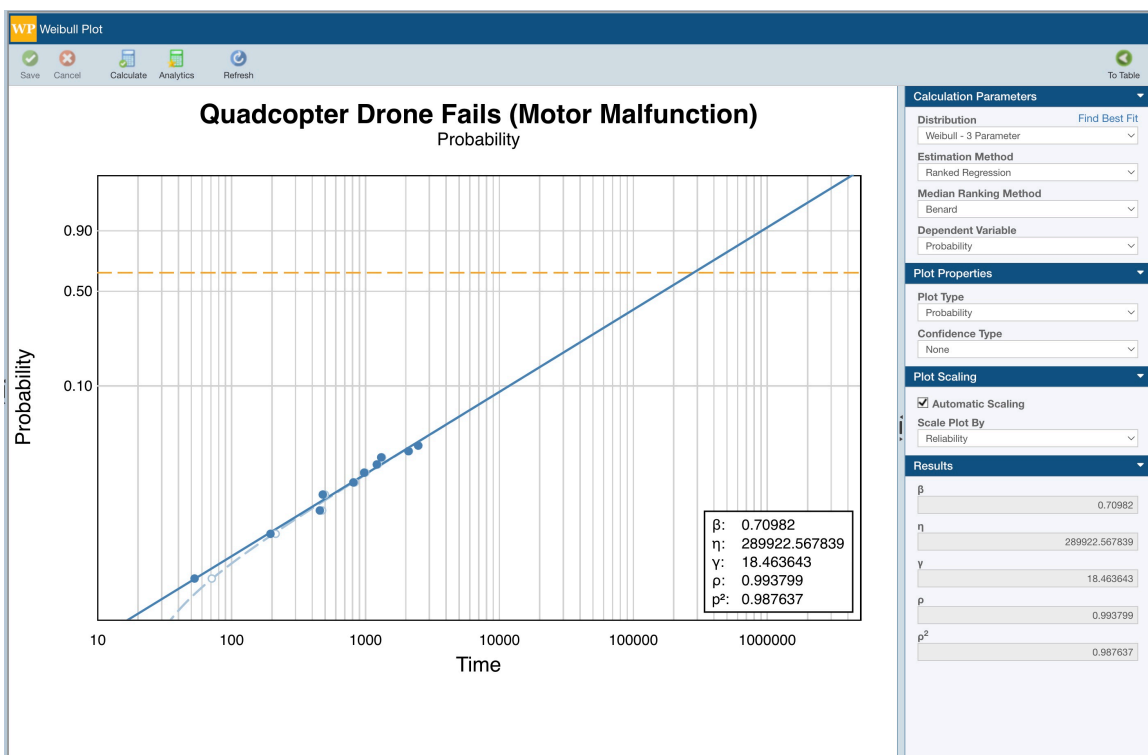 WP Weibull Plot
Save Cancel Calculate Analytics Refresh To Table
Quadcopter Drone Fails (Motor Malfunction)
Probability
0.90
0.50
0.10
Probability
10 100 1000 10000 100000 1000000
Time
β: 0.70982
η: 289922.567839
γ: 18.463643
ρ: 0.993799
p²: 0.987637
Calculation Parameters
Distribution Find Best Fit
Weibull - 3 Parameter
Estimation Method
Ranked Regression
Median Ranking Method
Benard
Dependent Variable
Probability
Plot Properties
Plot Type
Probability
Confidence Type
None
Plot Scaling
Automatic Scaling
Scale Plot By
Reliability
Results
β
0.70982
η
289922.567839
γ
18.463643
ρ
0.993799
ρ²
0.987637